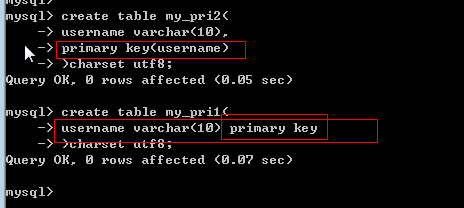 mysql>
mysql> create table my_pri2(
    -> username varchar(10),
    -> primary key(username)
    -> )charset utf8;
Query OK, 0 rows affected (0.05 sec)
mysql> create table my_pri1(
    -> username varchar(10) primary key
    -> )charset utf8;
Query OK, 0 rows affected (0.07 sec)
mysql>